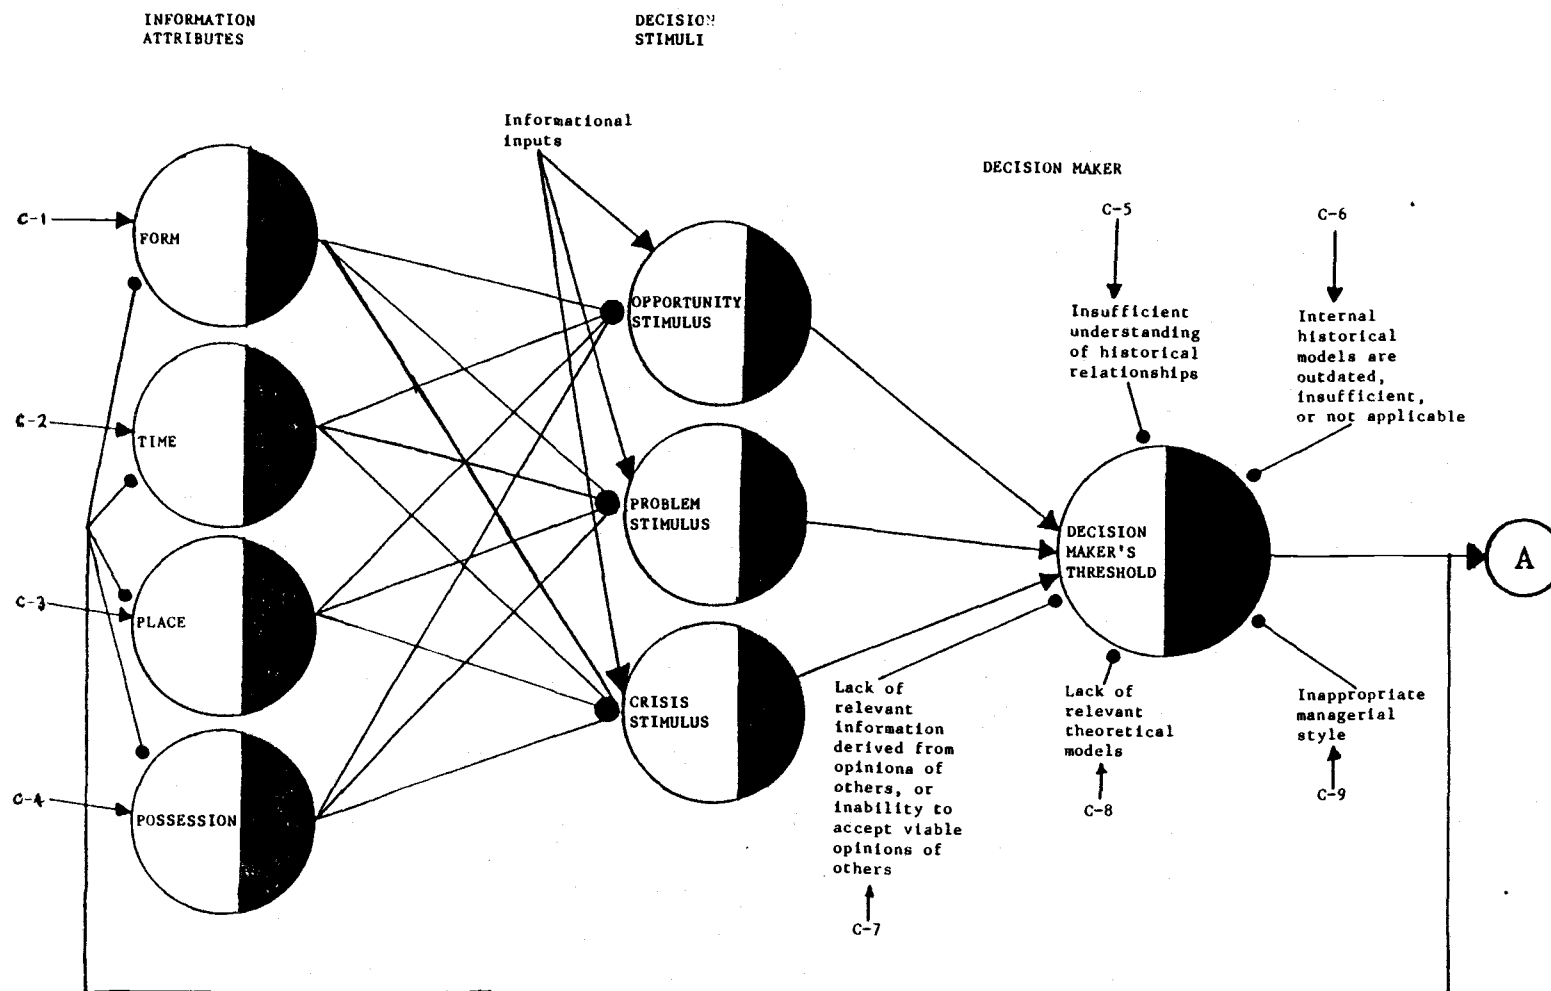 INFORMATION
ATTRIBUTES
DECISION
STIMULI
Informational
inputs
DECISION MAKER
C-1
FORM
C-2
TIME
C-3
PLACE
C-4
POSSESSION
OPPORTUNITY
STIMULUS
PROBLEM
STIMULUS
CRISIS
STIMULUS
C-5
Insufficient
understanding
of historical
relationships
C-6
Internal
historical
models are
outdated,
insufficient,
or not applicable
DECISION
MAKER'S
THRESHOLD
A
Lack of
relevant
information
derived from
opinions of
others, or
inability to
accept viable
opinions of
others
C-7
Lack of
relevant
theoretical
models
C-8
Inappropriate
managerial
style
C-9